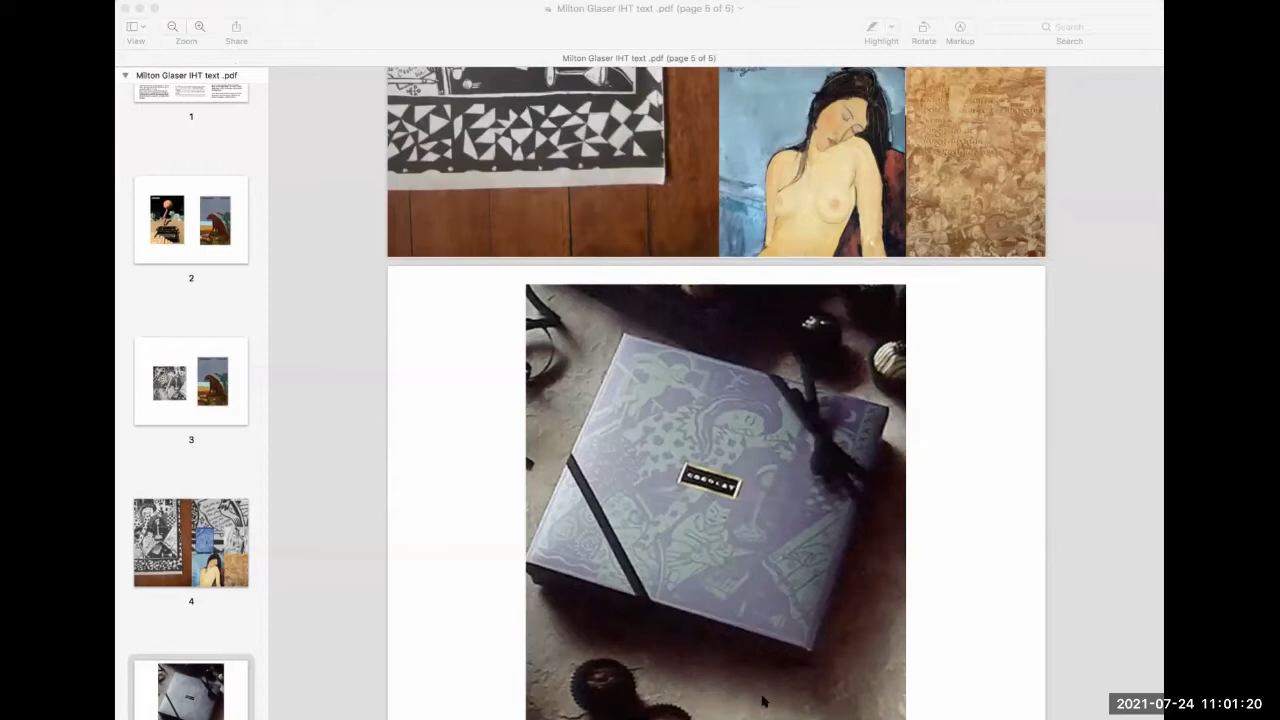 Milton Glaser IHT text .pdf (page 5 of 5)
View
Zoom
Share
Highlight
Rotate
Markup
Search
Search
Milton Glaser IHT text .pdf (page 5 of 5)
Milton Glaser IHT text .pdf
1
2
3
4
2021-07-24 11:01:20